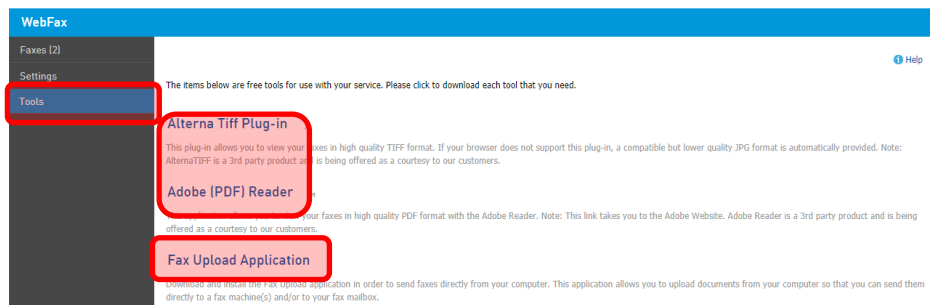 WebFax
Faxes (2)
Help
Settings
The items below are free tools for use with your service. Please click to download each tool that you need.
Tools
Alterna Tiff Plug-in
This plug-in allows you to view your faxes in high quality TIFF format. If your browser does not support this plug-in, a compatible but lower quality JPG format is automatically provided. Note:
AlternaTIFF is a 3rd party product and is being offered as a courtesy to our customers.
Adobe (PDF) Reader
your faxes in high quality PDF format with the Adobe Reader. Note: This link takes you to the Adobe Website. Adobe Reader is a 3rd party product and is being
offered as a courtesy to our customers.
Fax Upload Application
Download and install the Fax Upload application in order to send faxes directly from your computer. This application allows you to upload documents from your computer so that you can send them
directly to a fax machine(s) and/or to your fax mailbox.